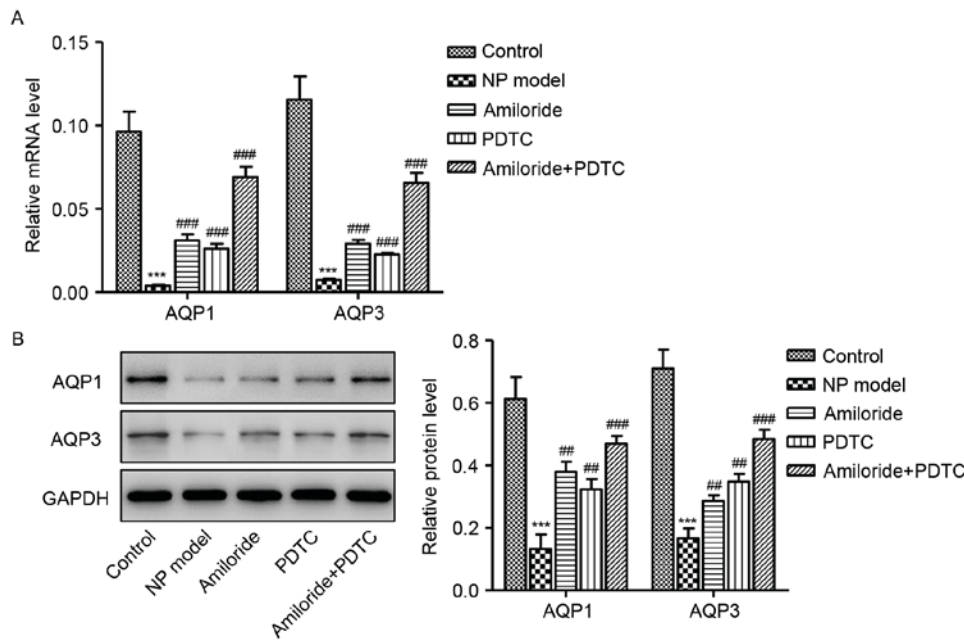 A
0.15
0.10
0.05
0.00
Relative mRNA level
***
###
###
###
***
###
###
###
AQP1
AQP3
Control
NP model
Amiloride
PDTC
Amiloride+PDTC
B
AQP1
AQP3
GAPDH
Control
NP model
Amiloride
PDTC
Amiloride+PDTC
0.8
0.6
0.4
0.2
0.0
Relative protein level
***
##
##
###
***
##
##
###
AQP1
AQP3
Control
NP model
Amiloride
PDTC
Amiloride+PDTC